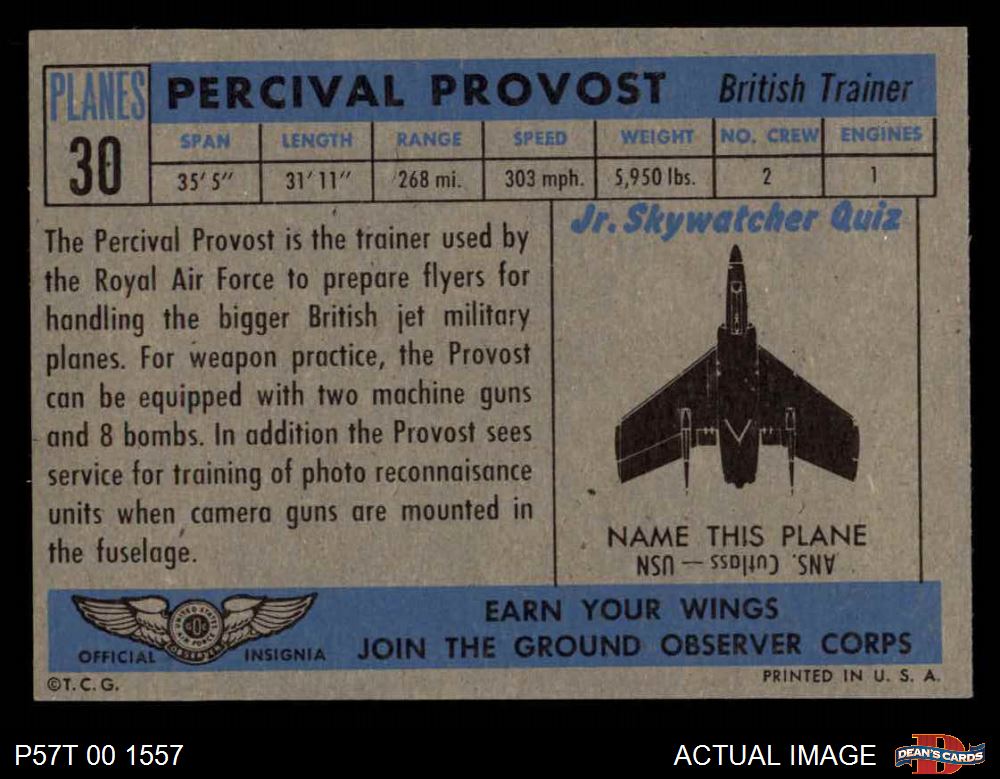 PLANES
30
PERCIVAL PROVOST British Trainer
SPAN LENGTH RANGE SPEED WEIGHT NO. CREW ENGINES
35' 5" 31' 11" 268 mi. 303 mph. 5,950 lbs. 2 1
The Percival Provost is the trainer used by
the Royal Air Force to prepare flyers for
handling the bigger British jet military
planes. For weapon practice, the Provost
can be equipped with two machine guns
and 8 bombs. In addition the Provost sees
service for training of photo reconnaisance
units when camera guns are mounted in
the fuselage.
Jr. Skywatcher Quiz
NAME THIS PLANE
ANS. Cutlass — USN
UNITED STATES
AIR FORCE
OBSERVER
OFFICIAL INSIGNIA
EARN YOUR WINGS
JOIN THE GROUND OBSERVER CORPS
©T. C. G.
PRINTED IN U. S. A.
P57T 00 1557
ACTUAL IMAGE
DEAN'S CARDS